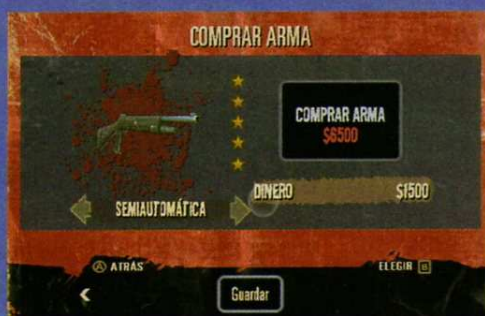 COMPRAR ARMA
COMPRAR ARMA
$6500
DINERO $1500
SEMIAUTOMÁTICA
A ATRÁS
ELEGIR B
Guardar